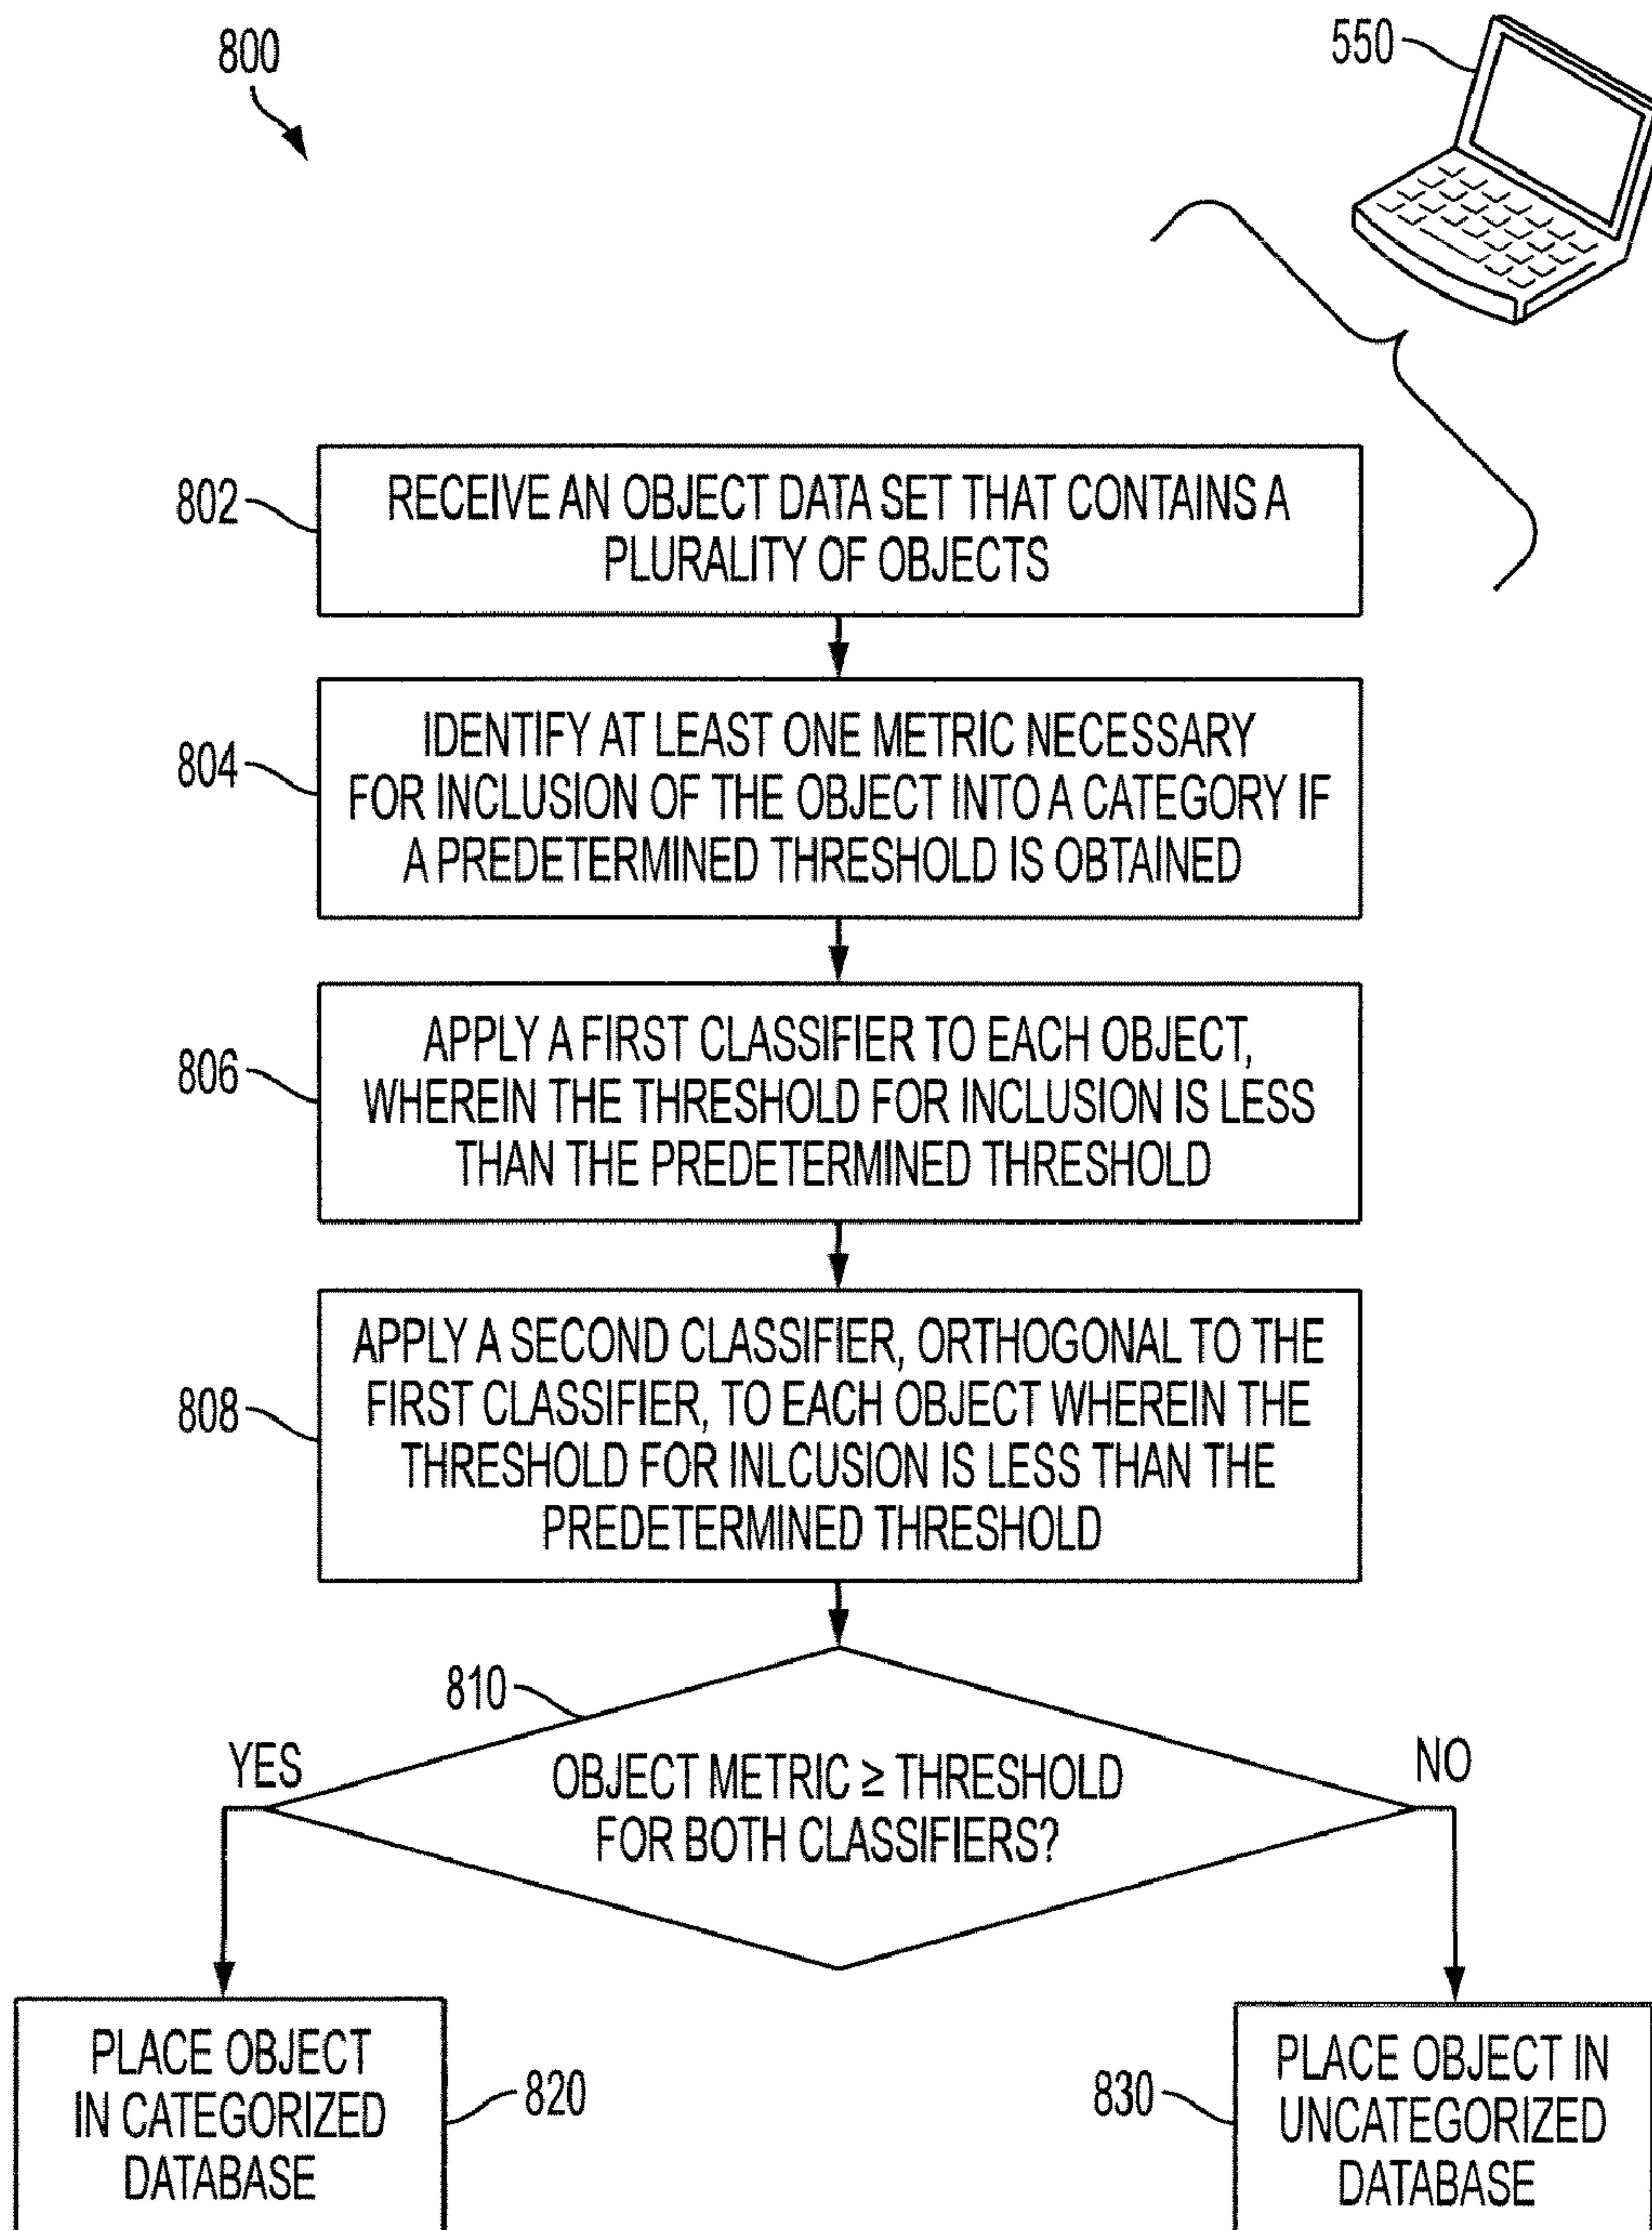 800
550
802
RECEIVE AN OBJECT DATA SET THAT CONTAINS A
PLURALITY OF OBJECTS
804
IDENTIFY AT LEAST ONE METRIC NECESSARY
FOR INCLUSION OF THE OBJECT INTO A CATEGORY IF
A PREDETERMINED THRESHOLD IS OBTAINED
806
APPLY A FIRST CLASSIFIER TO EACH OBJECT,
WHEREIN THE THRESHOLD FOR INCLUSION IS LESS
THAN THE PREDETERMINED THRESHOLD
808
APPLY A SECOND CLASSIFIER, ORTHOGONAL TO THE
FIRST CLASSIFIER, TO EACH OBJECT WHEREIN THE
THRESHOLD FOR INLCUSION IS LESS THAN THE
PREDETERMINED THRESHOLD
810
YES
NO
OBJECT METRIC ≥ THRESHOLD
FOR BOTH CLASSIFIERS?
PLACE OBJECT
IN CATEGORIZED
DATABASE
820
830
PLACE OBJECT IN
UNCATEGORIZED
DATABASE